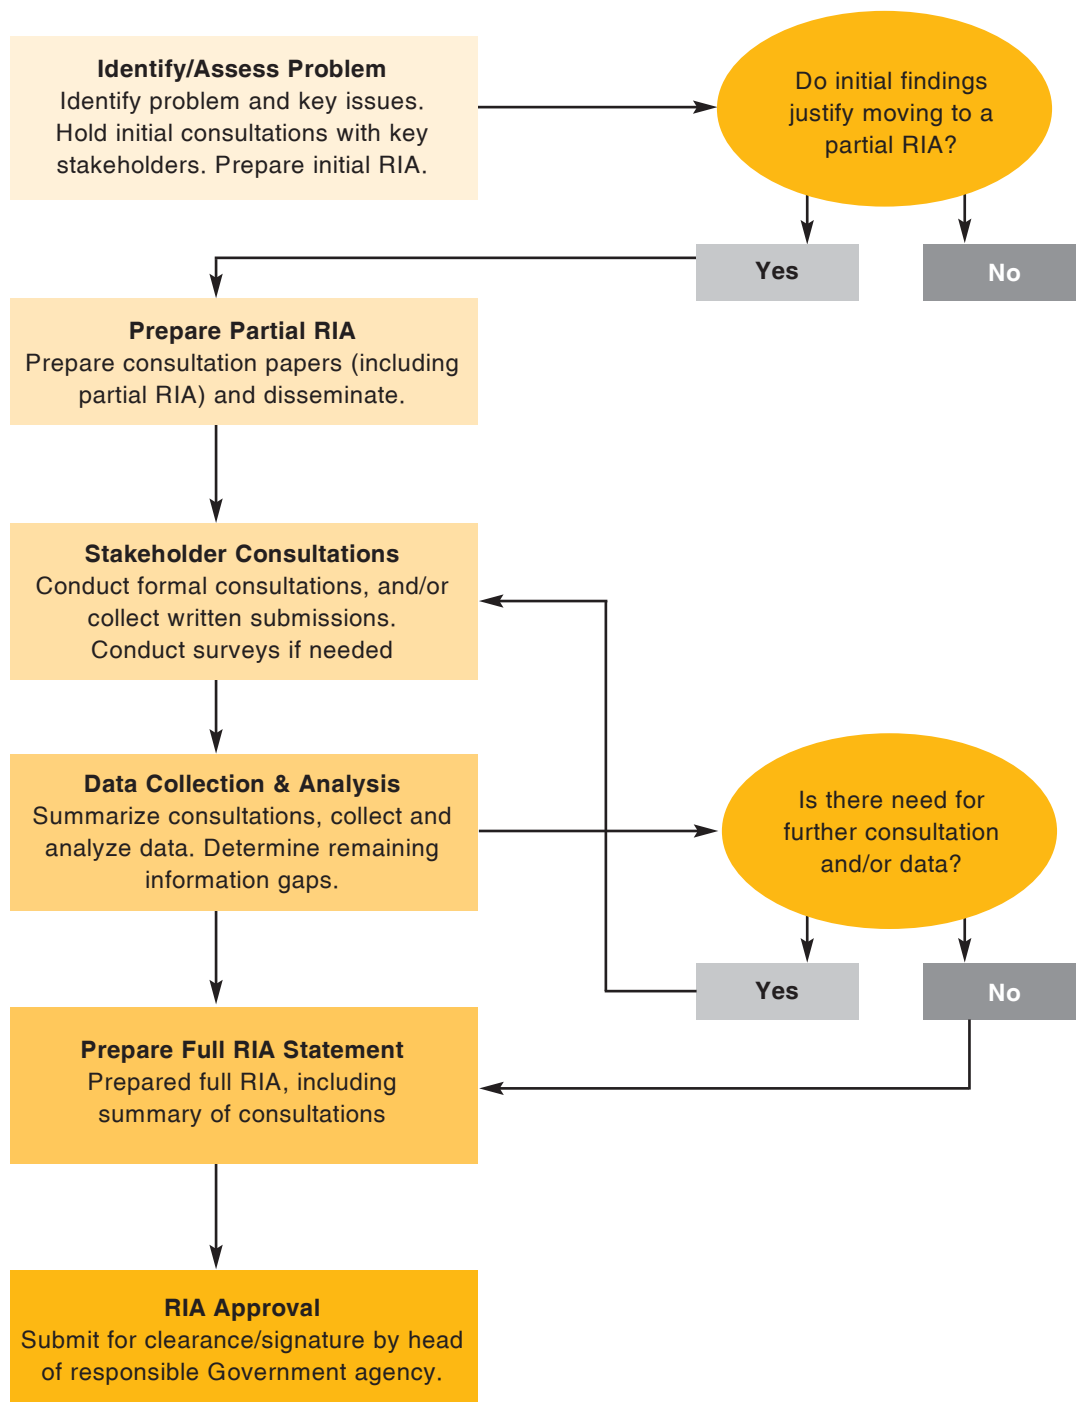 Identify/Assess Problem
Identify problem and key issues.
Hold initial consultations with key
stakeholders. Prepare initial RIA.
Do initial findings
justify moving to a
partial RIA?
Yes
No
Prepare Partial RIA
Prepare consultation papers (including
partial RIA) and disseminate.
Stakeholder Consultations
Conduct formal consultations, and/or
collect written submissions.
Conduct surveys if needed
Data Collection & Analysis
Summarize consultations, collect and
analyze data. Determine remaining
information gaps.
Is there need for
further consultation
and/or data?
Yes
No
Prepare Full RIA Statement
Prepared full RIA, including
summary of consultations
RIA Approval
Submit for clearance/signature by head
of responsible Government agency.